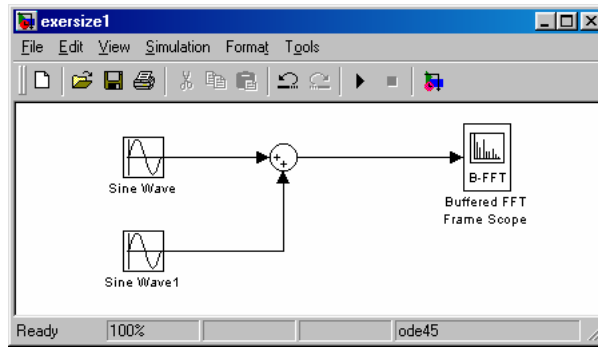 exersize1
File Edit View Simulation Format Tools
Sine Wave
+
+
B-FFT
Buffered FFT
Frame Scope
Sine Wave1
Ready 100% ode45